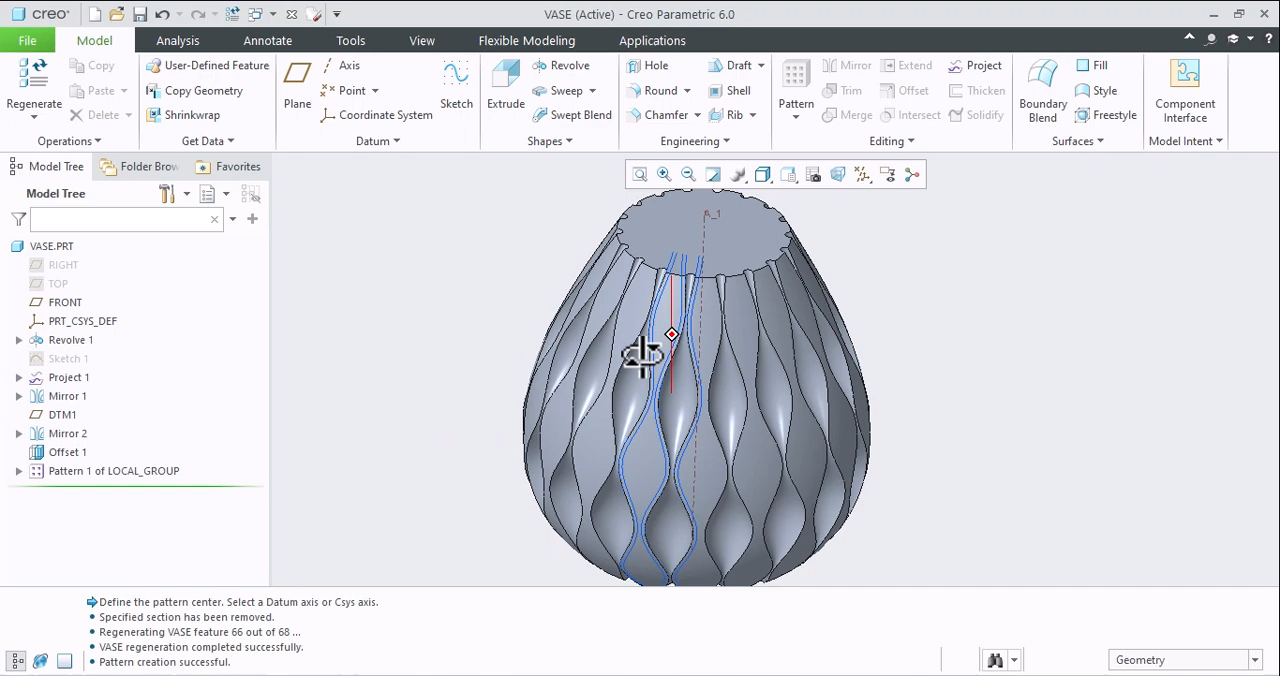 creo
VASE (Active) - Creo Parametric 6.0
File Model Analysis Annotate Tools View Flexible Modeling Applications
Regenerate
Copy
Paste
Delete
Operations
User-Defined Feature
Copy Geometry
Shrinkwrap
Get Data
Plane
Axis
Point
Coordinate System
Sketch
Datum
Extrude
Revolve
Sweep
Swept Blend
Shapes
Hole
Round
Chamfer
Draft
Shell
Rib
Engineering
Pattern
Mirror
Trim
Merge
Extend
Offset
Intersect
Project
Thicken
Solidify
Editing
Boundary
Blend
Fill
Style
Freestyle
Surfaces
Component
Interface
Model Intent
Model Tree Folder Brow Favorites
Model Tree
VASE.PRT
RIGHT
TOP
FRONT
PRT_CSYS_DEF
Revolve 1
Sketch 1
Project 1
Mirror 1
DTM1
Mirror 2
Offset 1
Pattern 1 of LOCAL_GROUP
A_1
Define the pattern center. Select a Datum axis or Csys axis.
• Specified section has been removed.
• Regenerating VASE feature 66 out of 68 ...
• VASE regeneration completed successfully.
• Pattern creation successful.
Geometry